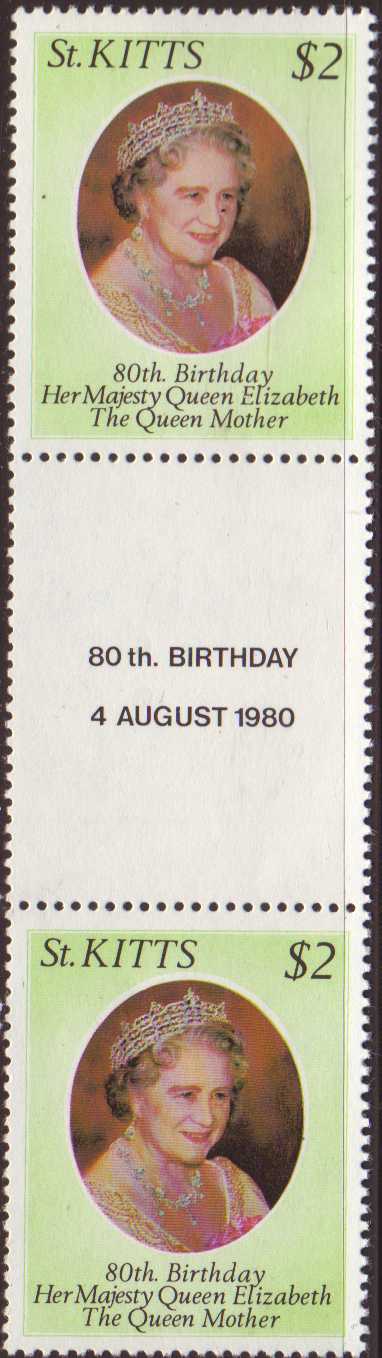 St. KITTS $2
80th. Birthday
Her Majesty Queen Elizabeth
The Queen Mother
80 th. BIRTHDAY
4 AUGUST 1980
St. KITTS $2
80th. Birthday
Her Majesty Queen Elizabeth
The Queen Mother